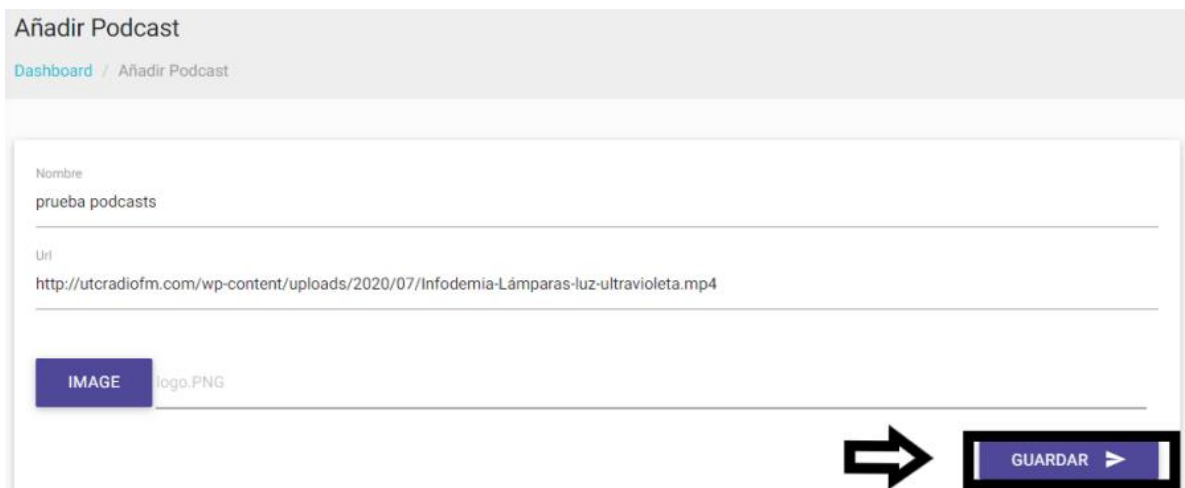 Añadir Podcast
Dashboard / Añadir Podcast
Nombre
prueba podcasts
Url
http://utcradiofm.com/wp-content/uploads/2020/07/Infodemia-Lámparas-luz-ultravioleta.mp4
IMAGE logo.PNG
GUARDAR